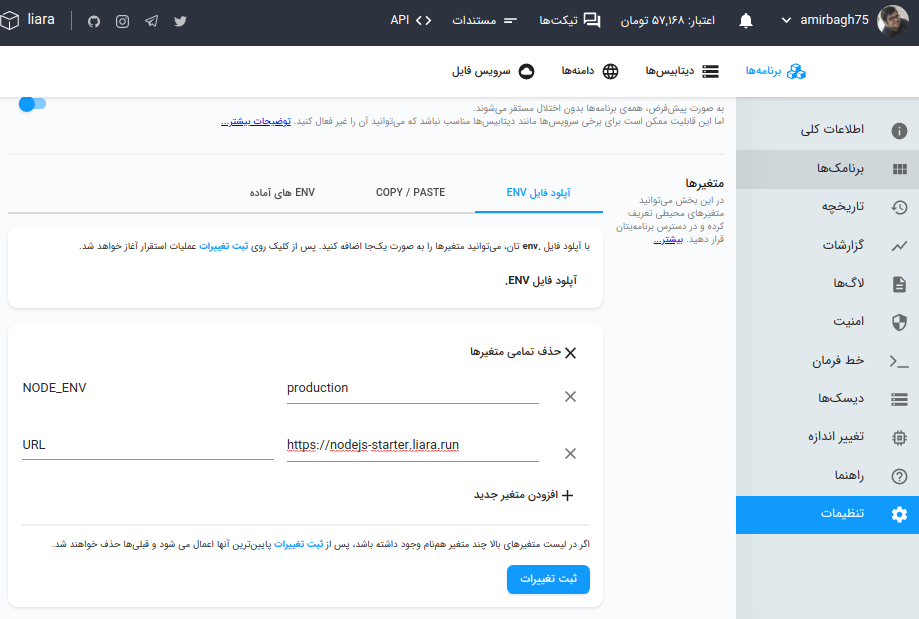 liara
API
مستندات
تیکت‌ها
اعتبار: ۵۷,۱۶۸ تومان
amirbagh75
برنامه‌ها
دیتابیس‌ها
دامنه‌ها
سرویس فایل
اطلاعات کلی
برنامک‌ها
تاریخچه
گزارشات
لاگ‌ها
امنیت
خط فرمان
دیسک‌ها
تغییر اندازه
راهنما
تنظیمات
به صورت پیش‌فرض، همه‌ی برنامه‌ها بدون اختلال مستقر می‌شوند.
اما این قابلیت ممکن است برای برخی سرویس‌ها مانند دیتابیس‌ها مناسب نباشد که می‌توانید آن را غیر فعال کنید. توضیحات بیشتر...
متغیرها
در این بخش می‌توانید
متغیرهای محیطی تعریف
کرده و در دسترس برنامه‌یتان
قرار دهید. بیشتر...
آپلود فایل ENV
COPY / PASTE
ENV های آماده
با آپلود فایل .env تان، می‌توانید متغیرها را به صورت یک‌جا اضافه کنید. پس از کلیک روی ثبت تغییرات عملیات استقرار آغاز خواهد شد.
آپلود فایل ENV.
حذف تمامی متغیرها
NODE_ENV
production
URL
https://nodejs-starter.liara.run
افزودن متغیر جدید
اگر در لیست متغیرهای بالا چند متغیر هم‌نام وجود داشته باشد، پس از ثبت تغییرات پایین‌ترین آنها اعمال می شود و قبلی‌ها حذف خواهند شد.
ثبت تغییرات